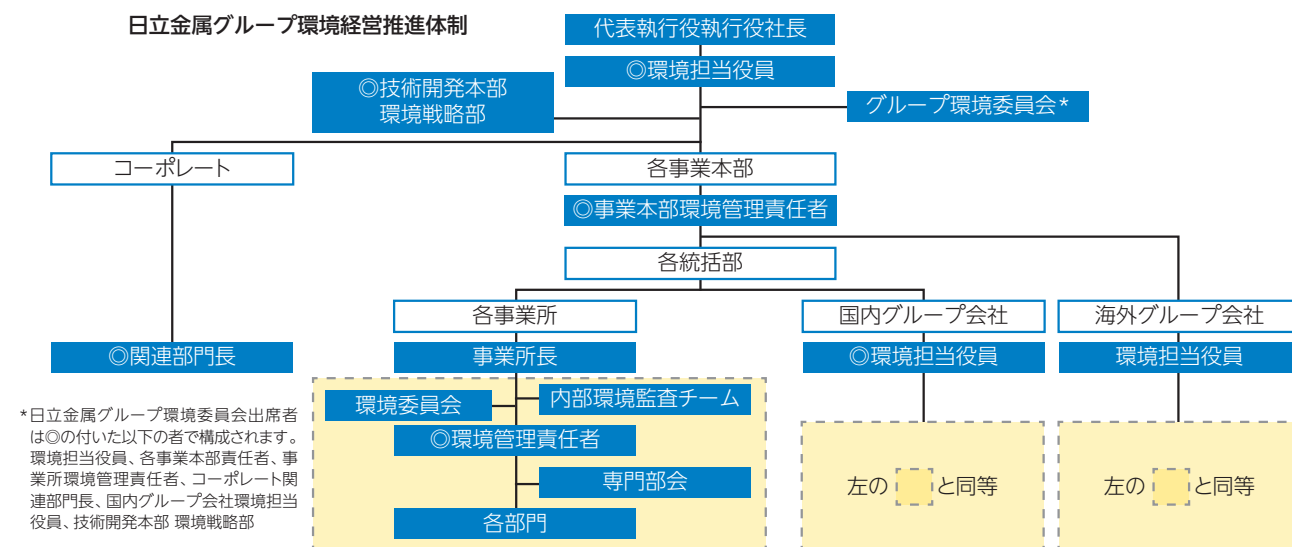 日立金属グループ環境経営推進体制
代表執行役執行役社長
◎環境担当役員
◎技術開発本部
環境戦略部
グループ環境委員会*
コーポレート
各事業本部
◎事業本部環境管理責任者
各統括部
各事業所
国内グループ会社
海外グループ会社
◎関連部門長
事業所長
◎環境担当役員
環境担当役員
環境委員会
内部環境監査チーム
◎環境管理責任者
専門部会
各部門
左の と同等
左の と同等
*日立金属グループ環境委員会出席者
は◎の付いた以下の者で構成されます。
環境担当役員、各事業本部責任者、事
業所環境管理責任者、コーポレート関
連部門長、国内グループ会社環境担当
役員、技術開発本部 環境戦略部